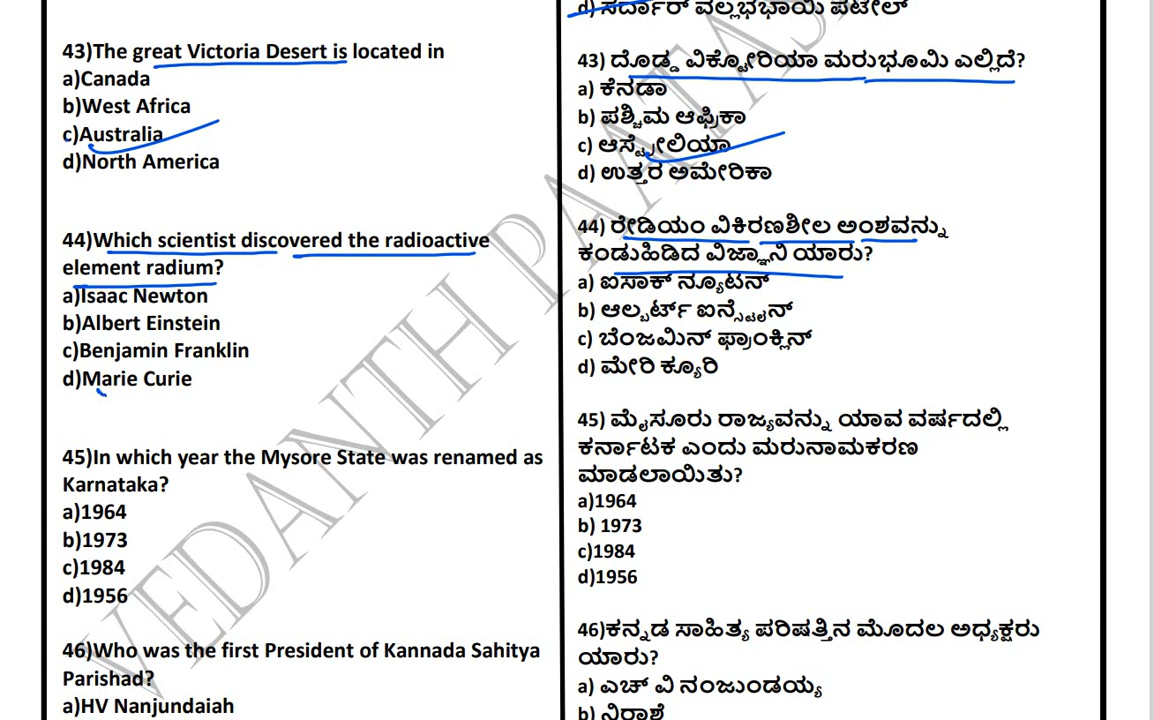 43)The great Victoria Desert is located in
a)Canada
b)West Africa
c)Australia
d)North America
44)Which scientist discovered the radioactive
element radium?
a)Isaac Newton
b)Albert Einstein
c)Benjamin Franklin
d)Marie Curie
45)In which year the Mysore State was renamed as
Karnataka?
a)1964
b)1973
c)1984
d)1956
46)Who was the first President of Kannada Sahitya
Parishad?
a)HV Nanjundaiah
d) ಸರ್ದಾರ್ ವಲ್ಲಭಭಾಯಿ ಪಟೇಲ್
43) ದೊಡ್ಡ ವಿಕ್ಟೋರಿಯಾ ಮರುಭೂಮಿ ಎಲ್ಲಿದೆ?
a) ಕೆನಡಾ
b) ಪಶ್ಚಿಮ ಆಫ್ರಿಕಾ
c) ಆಸ್ಟ್ರೇಲಿಯಾ
d) ಉತ್ತರ ಅಮೇರಿಕಾ
44) ರೇಡಿಯಂ ವಿಕಿರಣಶೀಲ ಅಂಶವನ್ನು
ಕಂಡುಹಿಡಿದ ವಿಜ್ಞಾನಿ ಯಾರು?
a) ಐಸಾಕ್ ನ್ಯೂಟನ್
b) ಆಲ್ಬರ್ಟ್ ಐನ್ಸ್ಟೈನ್
c) ಬೆಂಜಮಿನ್ ಫ್ರಾಂಕ್ಲಿನ್
d) ಮೇರಿ ಕ್ಯೂರಿ
45) ಮೈಸೂರು ರಾಜ್ಯವನ್ನು ಯಾವ ವರ್ಷದಲ್ಲಿ
ಕರ್ನಾಟಕ ಎಂದು ಮರುನಾಮಕರಣ
ಮಾಡಲಾಯಿತು?
a)1964
b) 1973
c)1984
d)1956
46)ಕನ್ನಡ ಸಾಹಿತ್ಯ ಪರಿಷತ್ತಿನ ಮೊದಲ ಅಧ್ಯಕ್ಷರು
ಯಾರು?
a) ಎಚ್ ವಿ ನಂಜುಂಡಯ್ಯ
b) ನಿರಾಶೆ
VEDANTH PAATAS